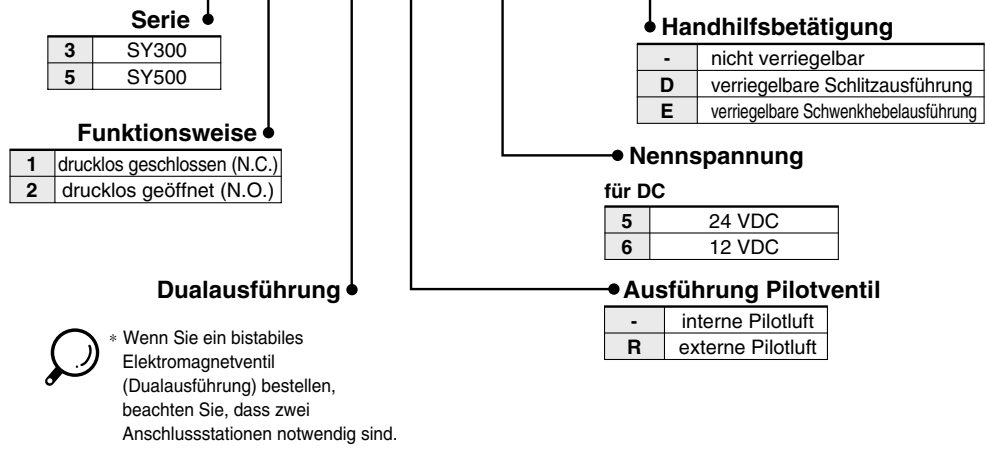 Serie
3 SY300
5 SY500
Funktionsweise
1 drucklos geschlossen (N.C.)
2 drucklos geöffnet (N.O.)
Dualausführung
* Wenn Sie ein bistabiles
Elektromagnetventil
(Dualausführung) bestellen,
beachten Sie, dass zwei
Anschlussstationen notwendig sind.
Handhilfsbetätigung
- nicht verriegelbar
D verriegelbare Schlitzausführung
E verriegelbare Schwenkhebelausführung
Nennspannung
für DC
5 24 VDC
6 12 VDC
Ausführung Pilotventil
- interne Pilotluft
R externe Pilotluft